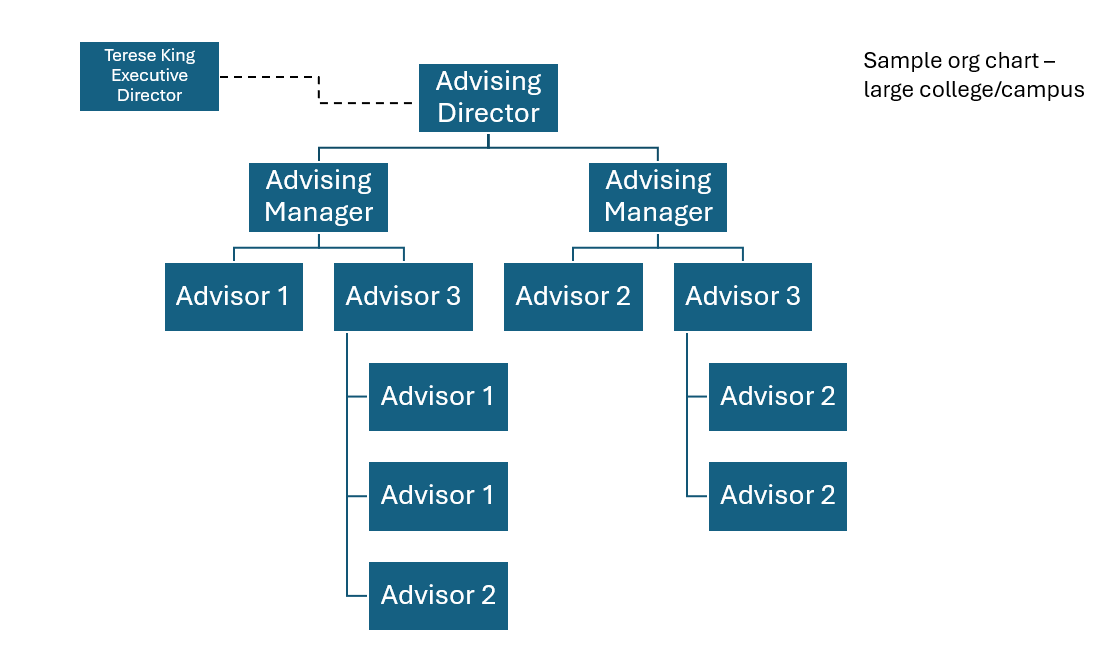 Terese King
Executive
Director
Sample org chart –
large college/campus
Advising
Director
Advising
Manager
Advising
Manager
Advisor 1
Advisor 3
Advisor 2
Advisor 3
Advisor 1
Advisor 2
Advisor 1
Advisor 2
Advisor 2